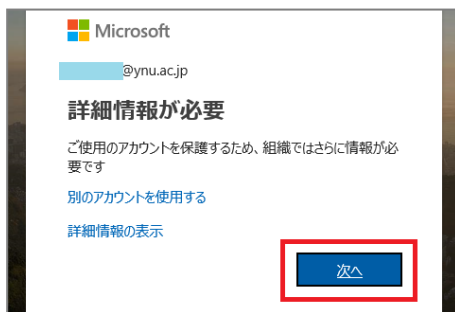 Microsoft
@ynu.ac.jp
詳細情報が必要
ご使用のアカウントを保護するため、組織ではさらに情報が必
要です
別のアカウントを使用する
詳細情報の表示
次へ